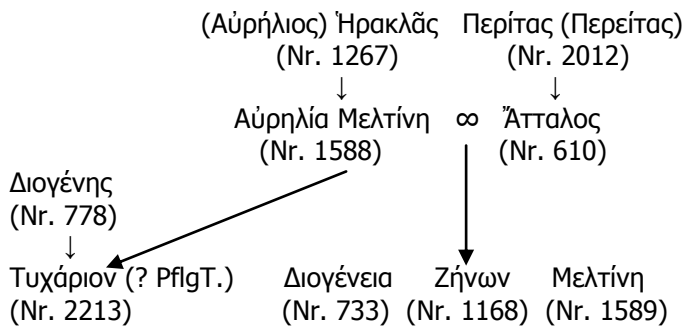 (Αὐρήλιος) Ἡρακλᾶς Περίτας (Περείτας)
(Nr. 1267) (Nr. 2012)
↓ ↓
Αὐρηλία Μελτίνη ∞ Ἄτταλος
(Nr. 1588) (Nr. 610)
Διογένης
(Nr. 778)
↓
Τυχάριον (? PflgT.) Διογένεια Ζήνων Μελτίνη
(Nr. 2213) (Nr. 733) (Nr. 1168) (Nr. 1589)